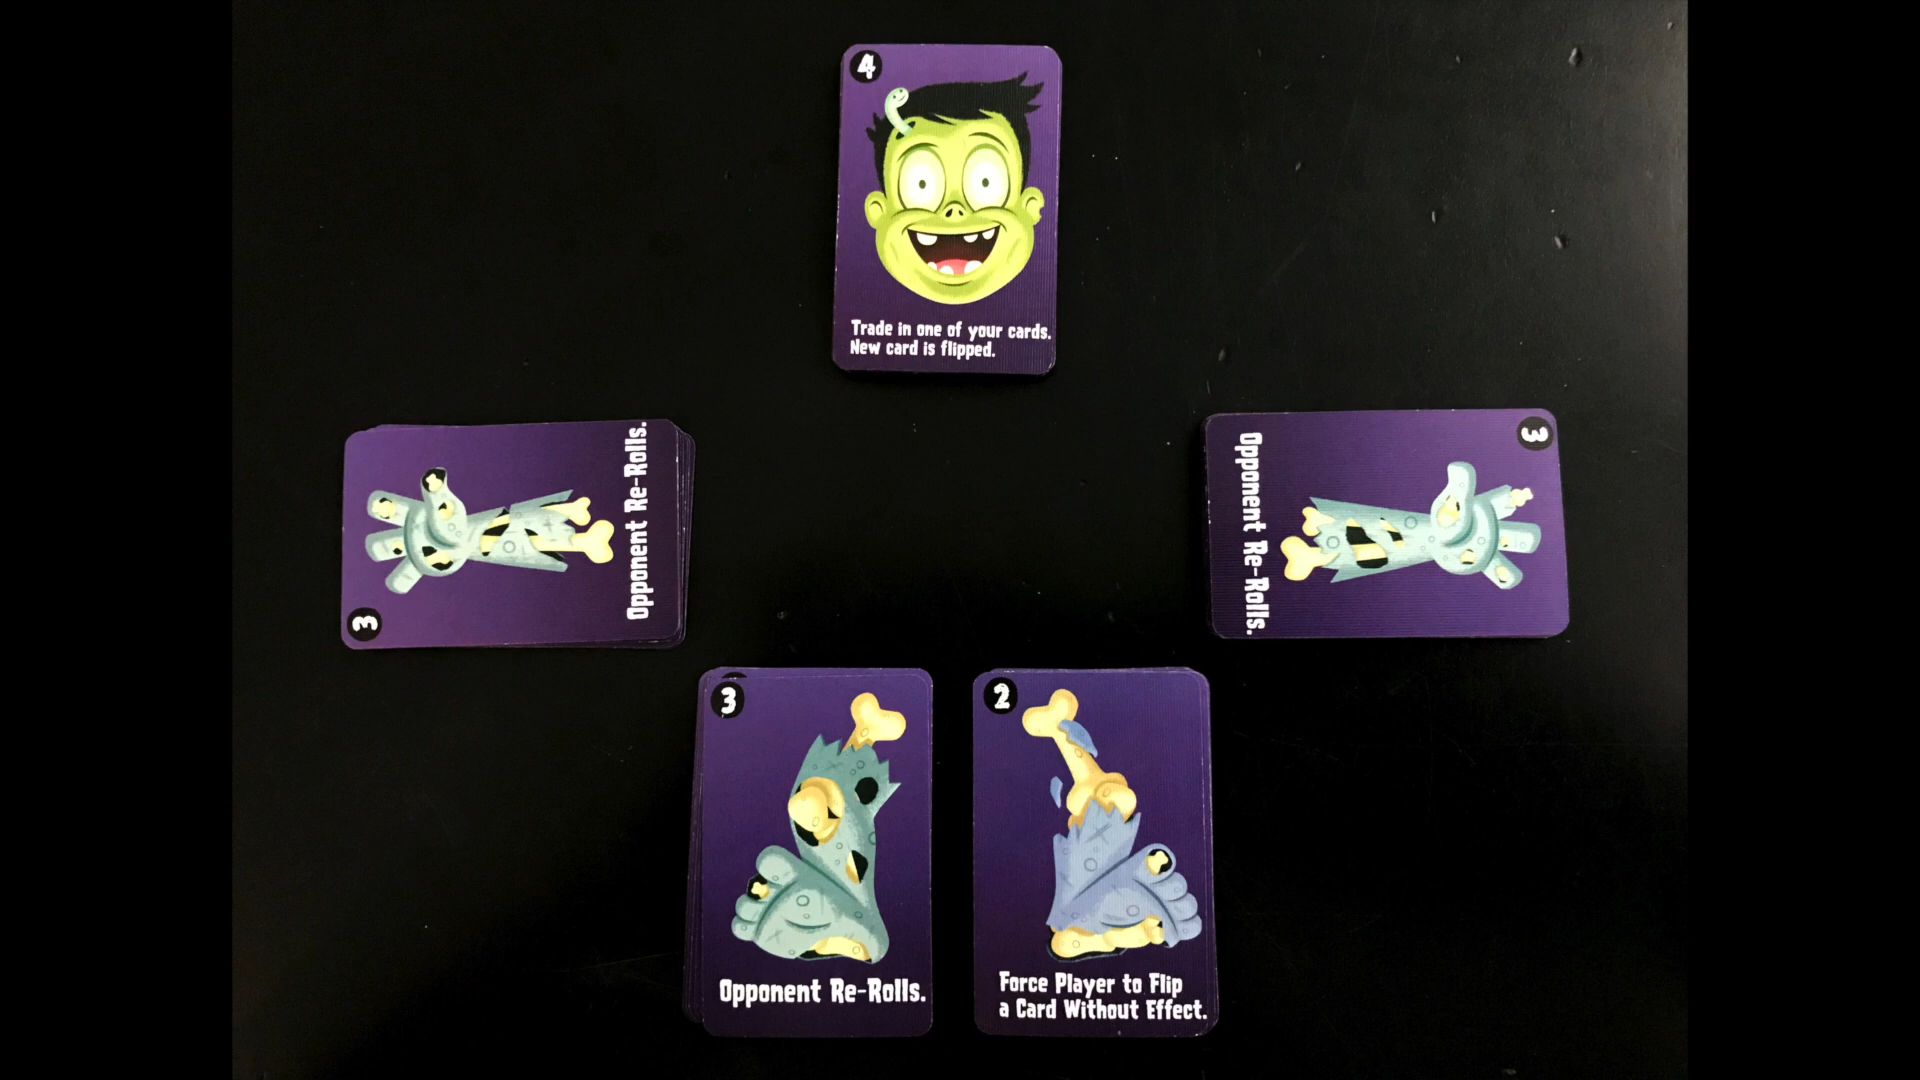 4
Trade in one of your cards.
New card is flipped.
Opponent Re-Rolls.
3
3
Opponent Re-Rolls.
3
Opponent Re-Rolls.
2
Force Player to Flip
a Card Without Effect.